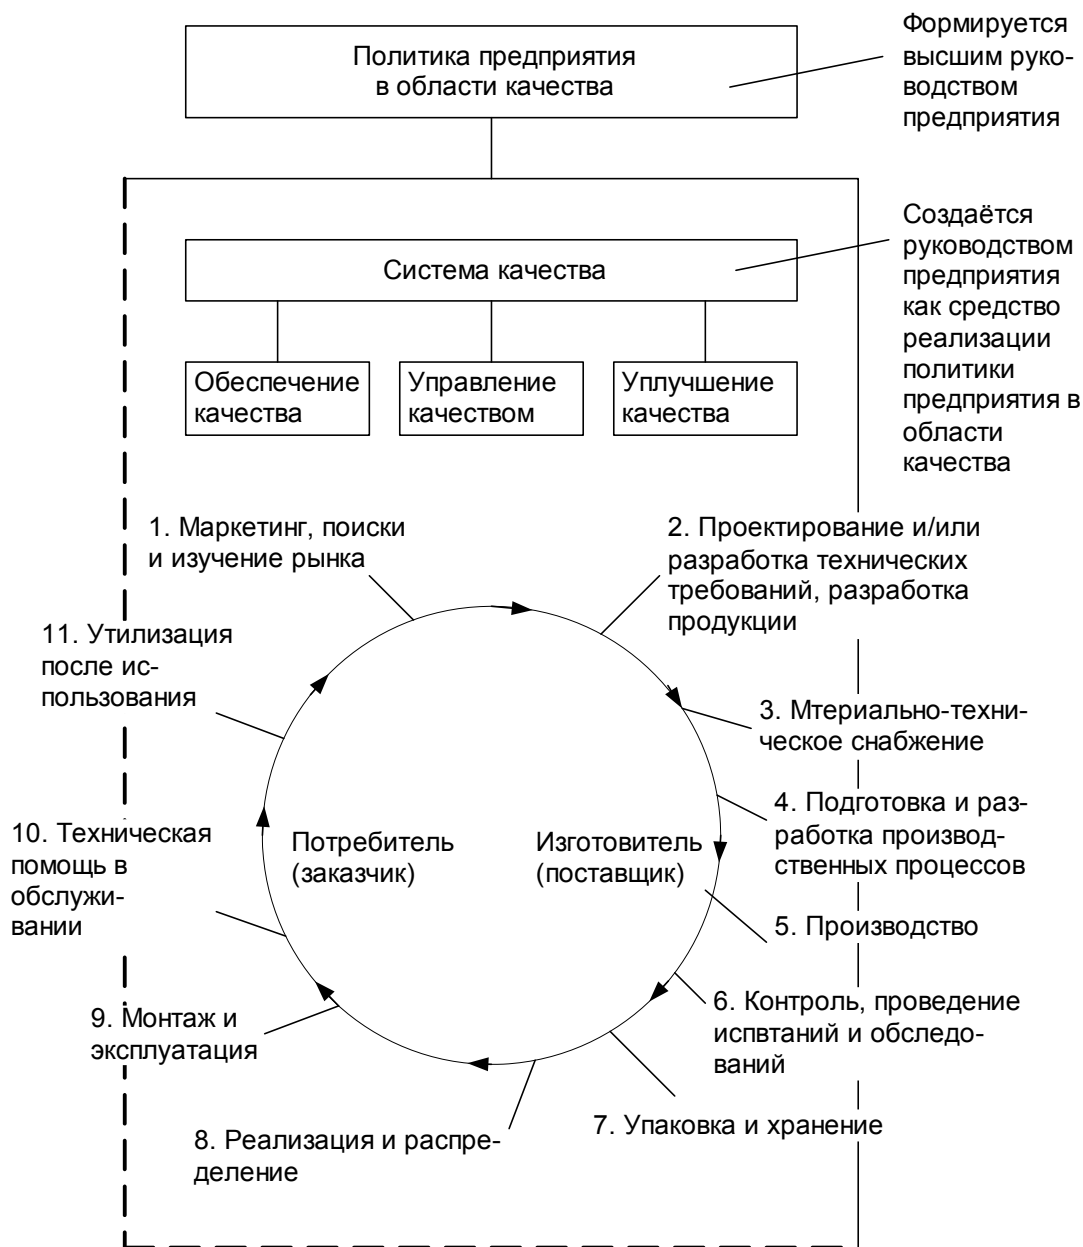 Политика предприятия
в области качества
Формируется
высшим руко-
водством
предприятия
Система качества
Создаётся
руководством
предприятия
как средство
реализации
политики
предприятия в
области
качества
Обеспечение
качества
Управление
качеством
Уплучшение
качества
1. Маркетинг, поиски
и изучение рынка
2. Проектирование и/или
разработка технических
требований, разработка
продукции
3. Мтериально-техни-
ческое снабжение
4. Подготовка и раз-
работка производ-
ственных процессов
5. Производство
6. Контроль, проведение
испвтаний и обследо-
ваний
7. Упаковка и хранение
8. Реализация и распре-
деление
9. Монтаж и
эксплуатация
10. Техническая
помощь в
обслужи-
вании
11. Утилизация
после ис-
пользования
Потребитель
(заказчик)
Изготовитель
(поставщик)